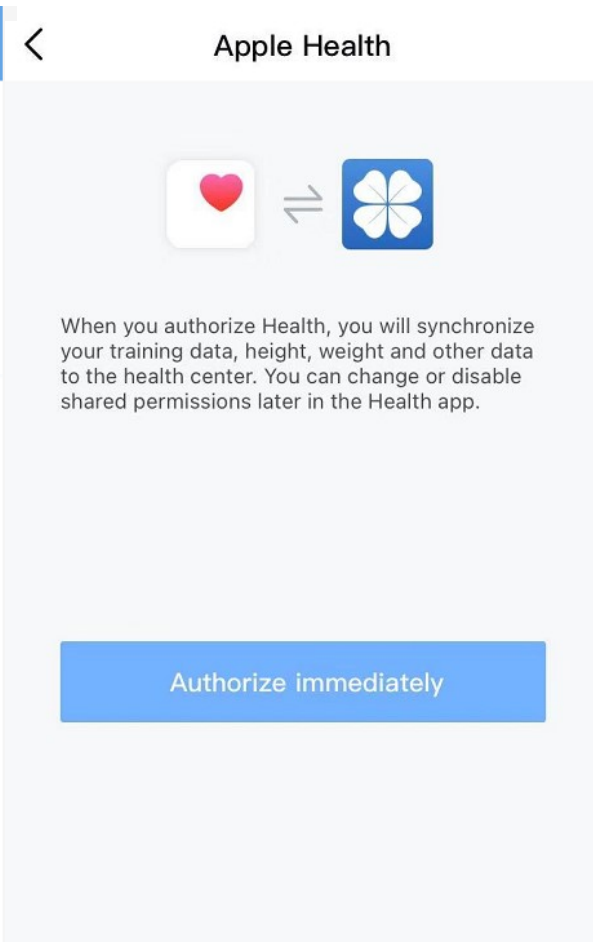 Apple Health
When you authorize Health, you will synchronize
your training data, height, weight and other data
to the health center. You can change or disable
shared permissions later in the Health app.
Authorize immediately